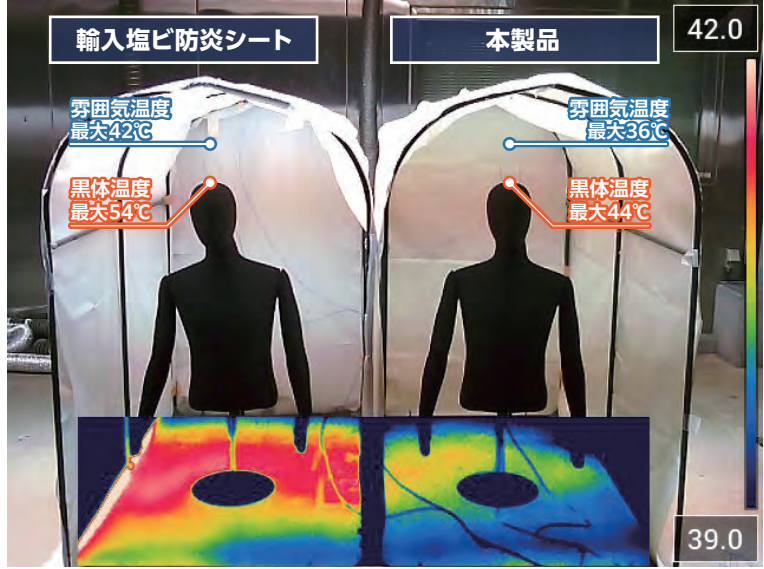 輸入塩ビ防炎シート
本製品
42.0
雰囲気温度
最大42℃
雰囲気温度
最大36℃
黒体温度
最大54℃
黒体温度
最大44℃
39.0